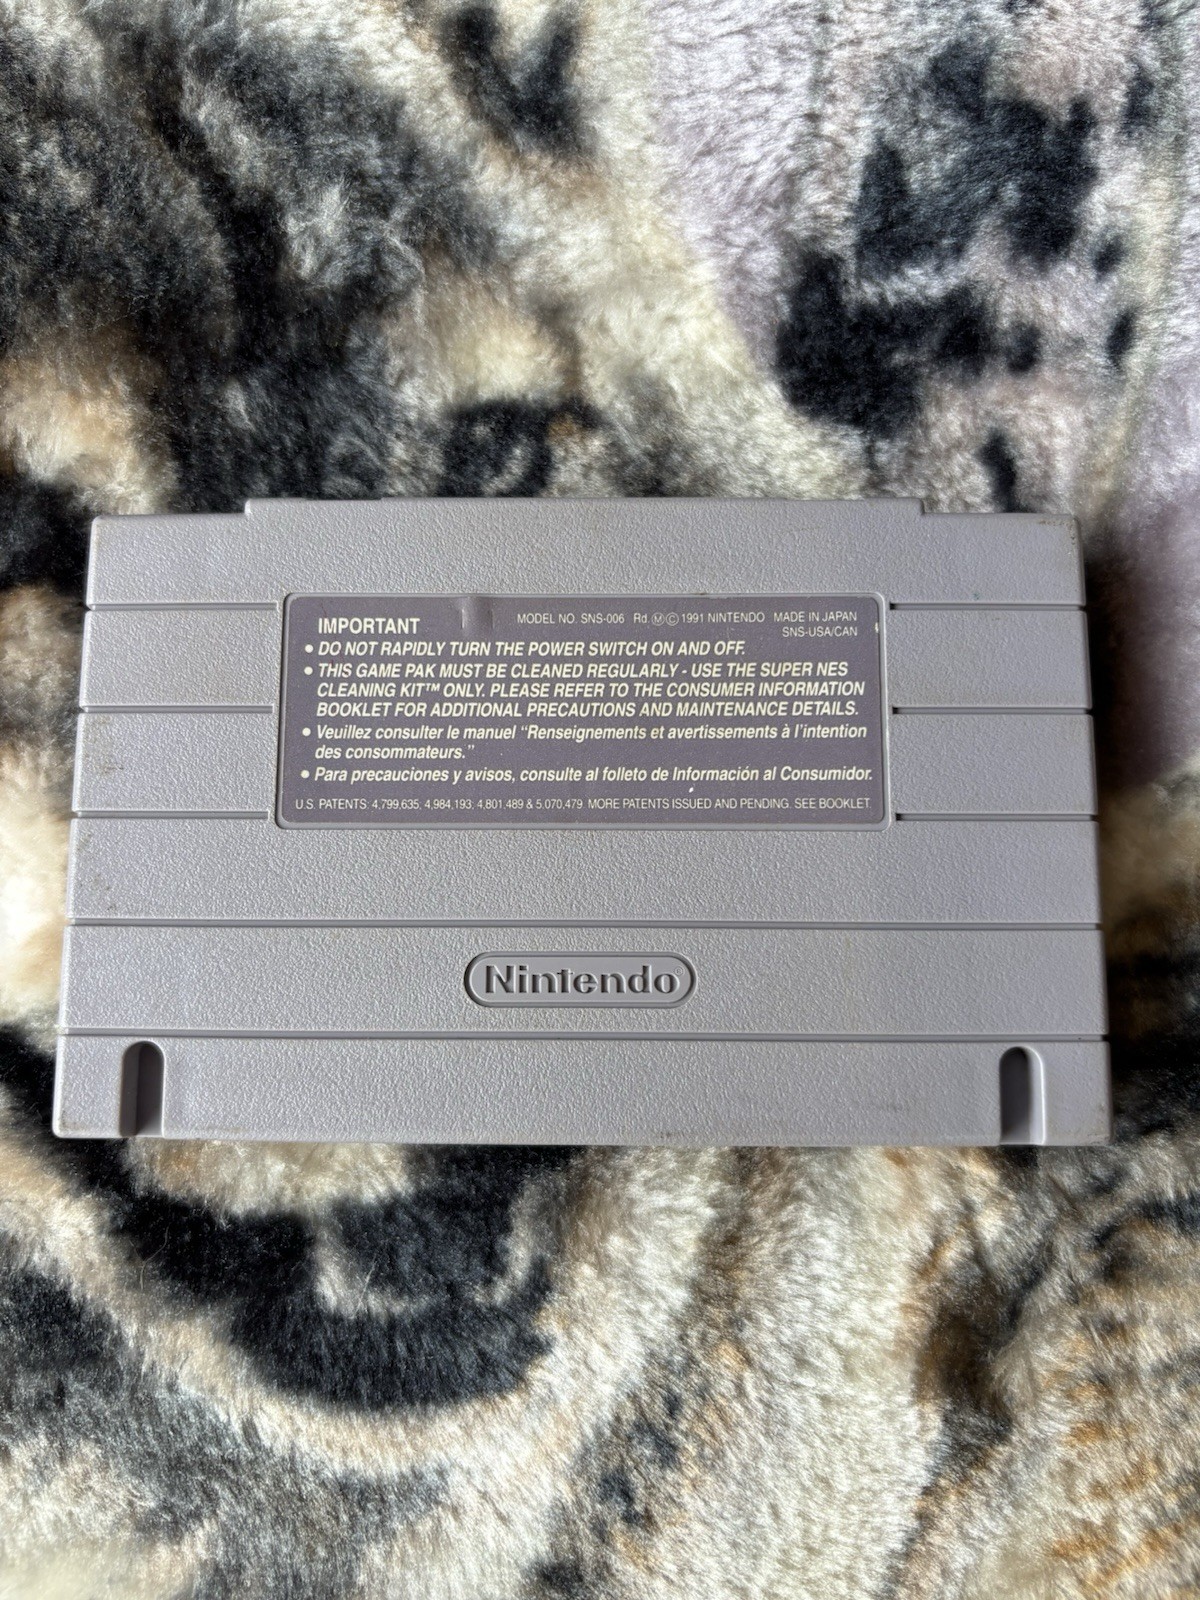 IMPORTANT
MODEL NO. SNS-006 Rd.ⓂⒸ1991 NINTENDO MADE IN JAPAN
SNS-USA/CAN
• DO NOT RAPIDLY TURN THE POWER SWITCH ON AND OFF.
• THIS GAME PAK MUST BE CLEANED REGULARLY - USE THE SUPER NES
CLEANING KIT™ ONLY. PLEASE REFER TO THE CONSUMER INFORMATION
BOOKLET FOR ADDITIONAL PRECAUTIONS AND MAINTENANCE DETAILS.
• Veuillez consulter le manuel “Renseignements et avertissements à l’intention
des consommateurs.”
• Para precauciones y avisos, consulte al folleto de Información al Consumidor.
U.S. PATENTS: 4,799,635; 4,984,193; 4,801,489 & 5,070,479. MORE PATENTS ISSUED AND PENDING. SEE BOOKLET.
Nintendo®